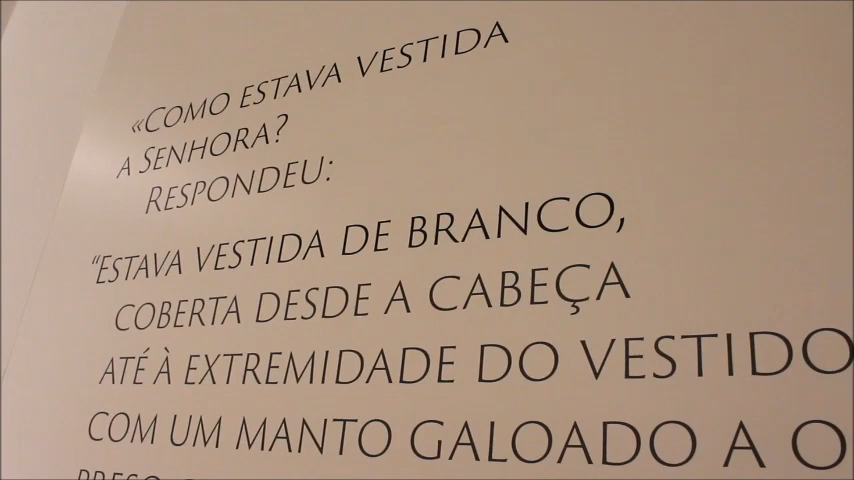 «COMO ESTAVA VESTIDA
A SENHORA?
RESPONDEU:
“ESTAVA VESTIDA DE BRANCO,
COBERTA DESDE A CABEÇA
ATÉ À EXTREMIDADE DO VESTIDO
COM UM MANTO GALOADO A O